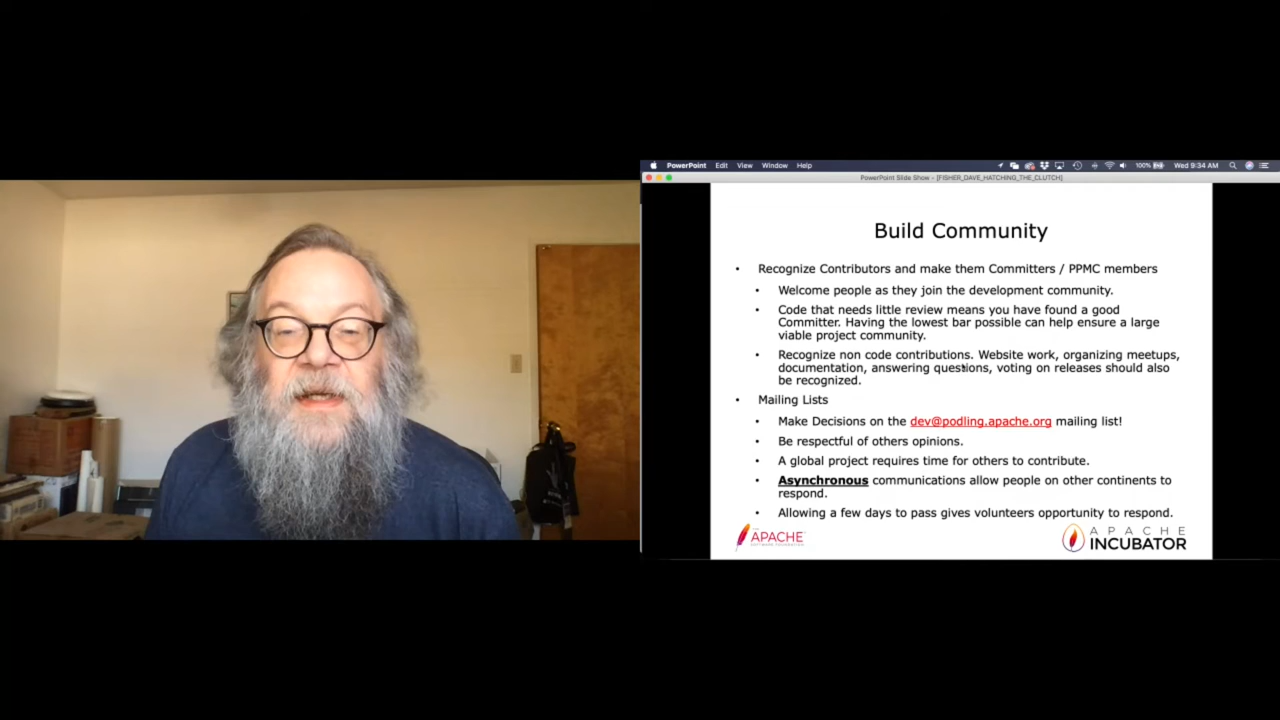 PowerPoint Edit View Window Help 100% Wed 9:34 AM
PowerPoint Slide Show - [FISHER_DAVE_HATCHING_THE_CLUTCH]
Build Community
• Recognize Contributors and make them Committers / PPMC members
• Welcome people as they join the development community.
• Code that needs little review means you have found a good
Committer. Having the lowest bar possible can help ensure a large
viable project community.
• Recognize non code contributions. Website work, organizing meetups,
documentation, answering questions, voting on releases should also
be recognized.
• Mailing Lists
• Make Decisions on the dev@podling.apache.org mailing list!
• Be respectful of others opinions.
• A global project requires time for others to contribute.
• Asynchronous communications allow people on other continents to
respond.
• Allowing a few days to pass gives volunteers opportunity to respond.
THE
APACHE
SOFTWARE FOUNDATION
APACHE
INCUBATOR